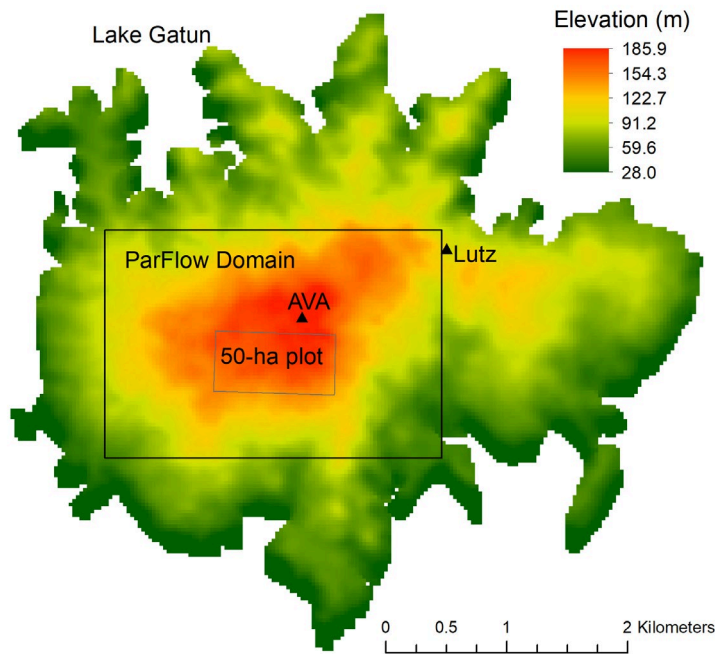 Lake Gatun
Elevation (m)
185.9
154.3
122.7
91.2
59.6
28.0
ParFlow Domain
Lutz
AVA
50-ha plot
0 0.5 1 2 Kilometers